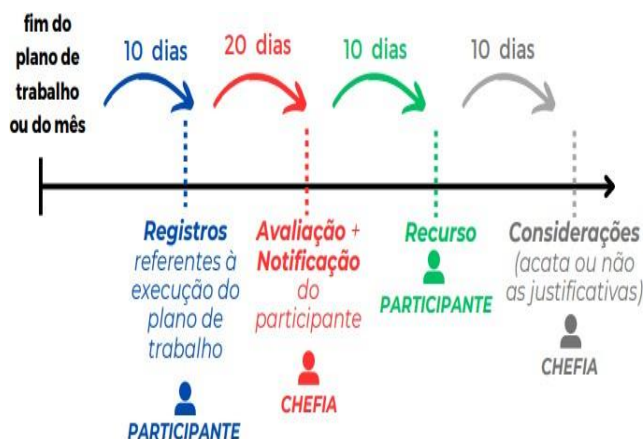 fim do
plano de
trabalho
ou do mês
10 dias
20 dias
10 dias
10 dias
Registros
referentes à
execução do
plano de
trabalho
PARTICIPANTE
Avaliação +
Notificação
do
participante
CHEFIA
Recurso
PARTICIPANTE
Considerações
(acata ou não
as justificativas)
CHEFIA